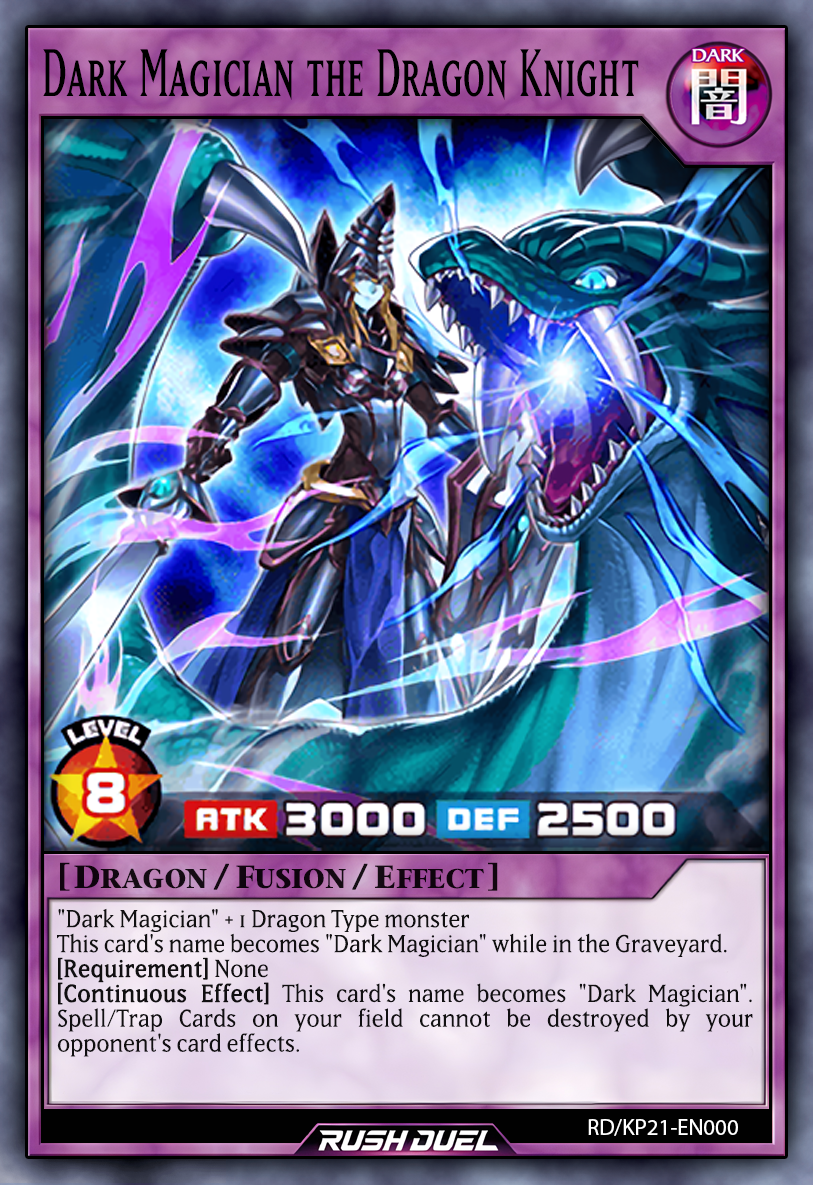 Dark Magician the Dragon Knight
DARK
闇
LEVEL
8
ATK 3000 DEF 2500
[Dragon / Fusion / Effect]
"Dark Magician" + 1 Dragon Type monster
This card's name becomes "Dark Magician" while in the Graveyard.
[Requirement] None
[Continuous Effect] This card's name becomes "Dark Magician".
Spell/Trap Cards on your field cannot be destroyed by your
opponent's card effects.
RD/KP21-EN000
RUSH DUEL